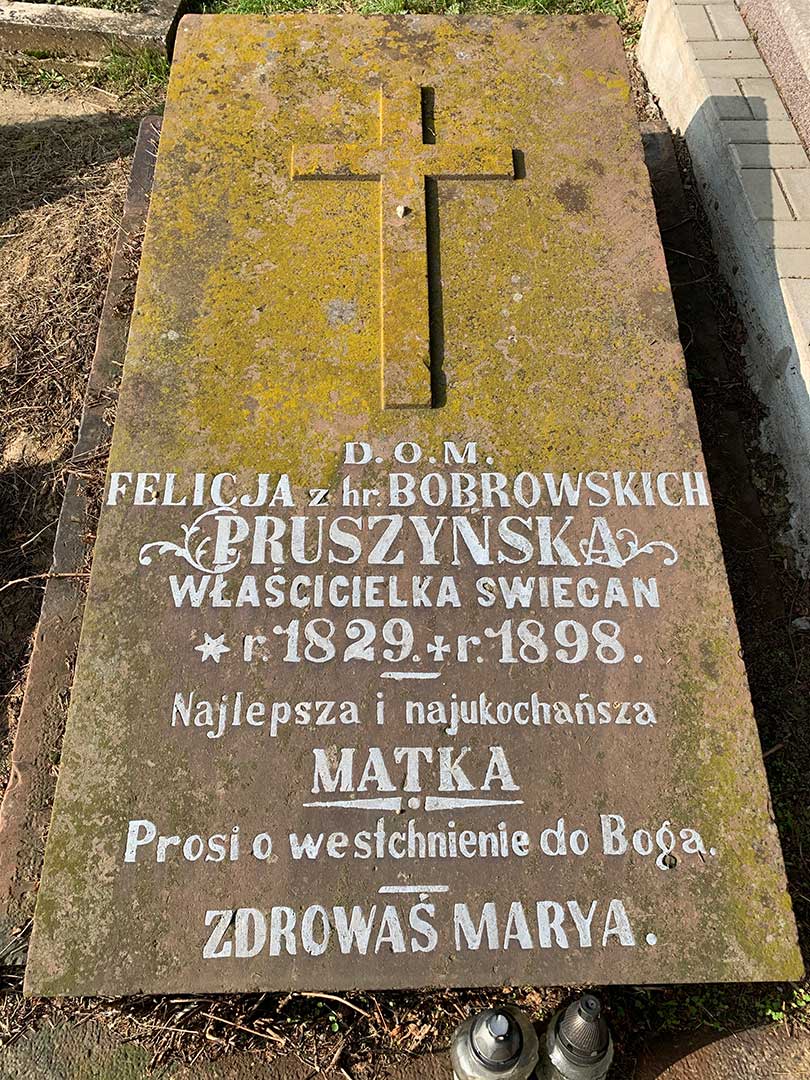 D.O.M.
FELICJA z hr. BOBROWSKICH
PRUSZYŃSKA
WŁAŚCICIELKA SWIECAN
* r. 1829. + r. 1898.
Najlepsza i najukochańsza
MATKA
Prosi o westchnienie do Boga.
ZDROWAŚ MARYA.